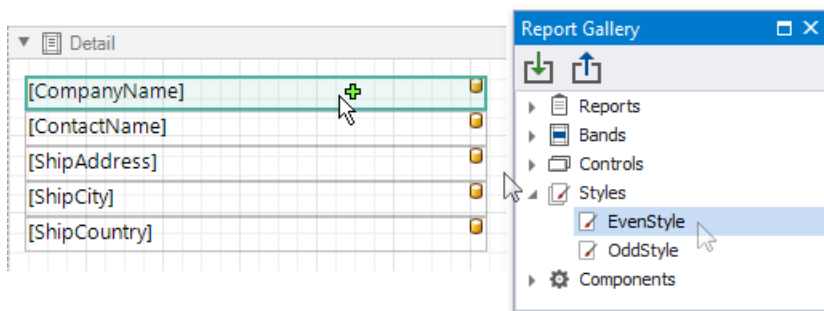 Detail
[CompanyName]
[ContactName]
[ShipAddress]
[ShipCity]
[ShipCountry]
Report Gallery
Reports
Bands
Controls
Styles
EvenStyle
OddStyle
Components